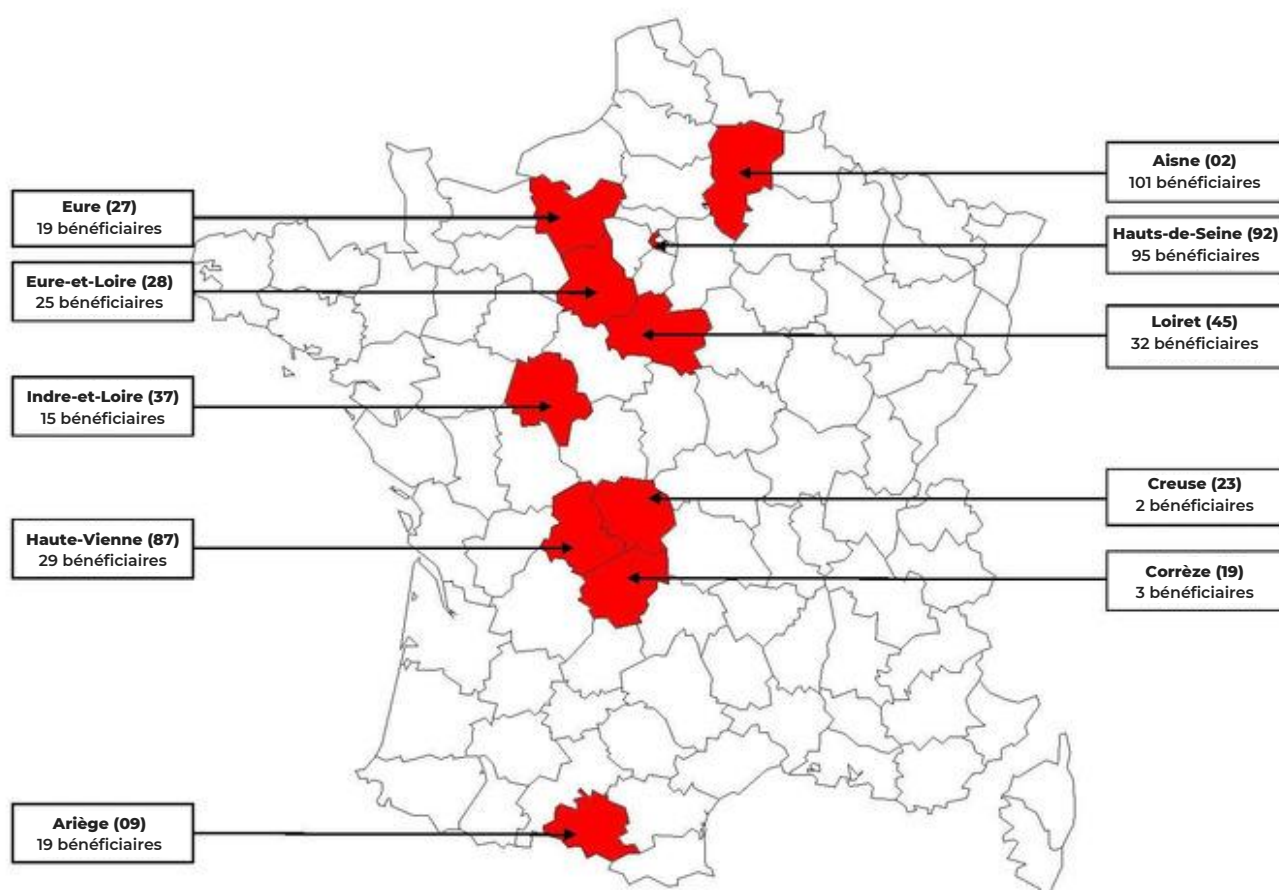 Eure (27)
19 bénéficiaires
Eure-et-Loire (28)
25 bénéficiaires
Indre-et-Loire (37)
15 bénéficiaires
Haute-Vienne (87)
29 bénéficiaires
Ariège (09)
19 bénéficiaires
Aisne (02)
101 bénéficiaires
Hauts-de-Seine (92)
95 bénéficiaires
Loiret (45)
32 bénéficiaires
Creuse (23)
2 bénéficiaires
Corrèze (19)
3 bénéficiaires